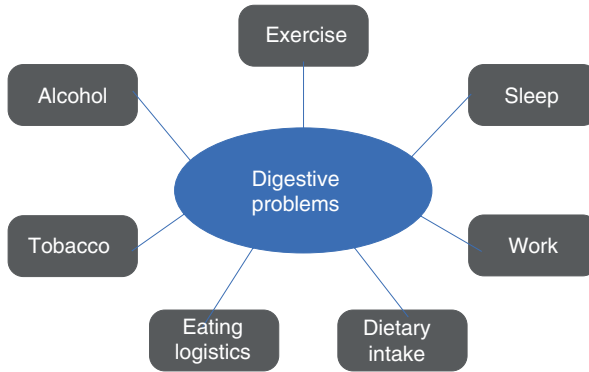 Exercise
Alcohol
Sleep
Digestive
problems
Tobacco
Work
Eating
logistics
Dietary
intake